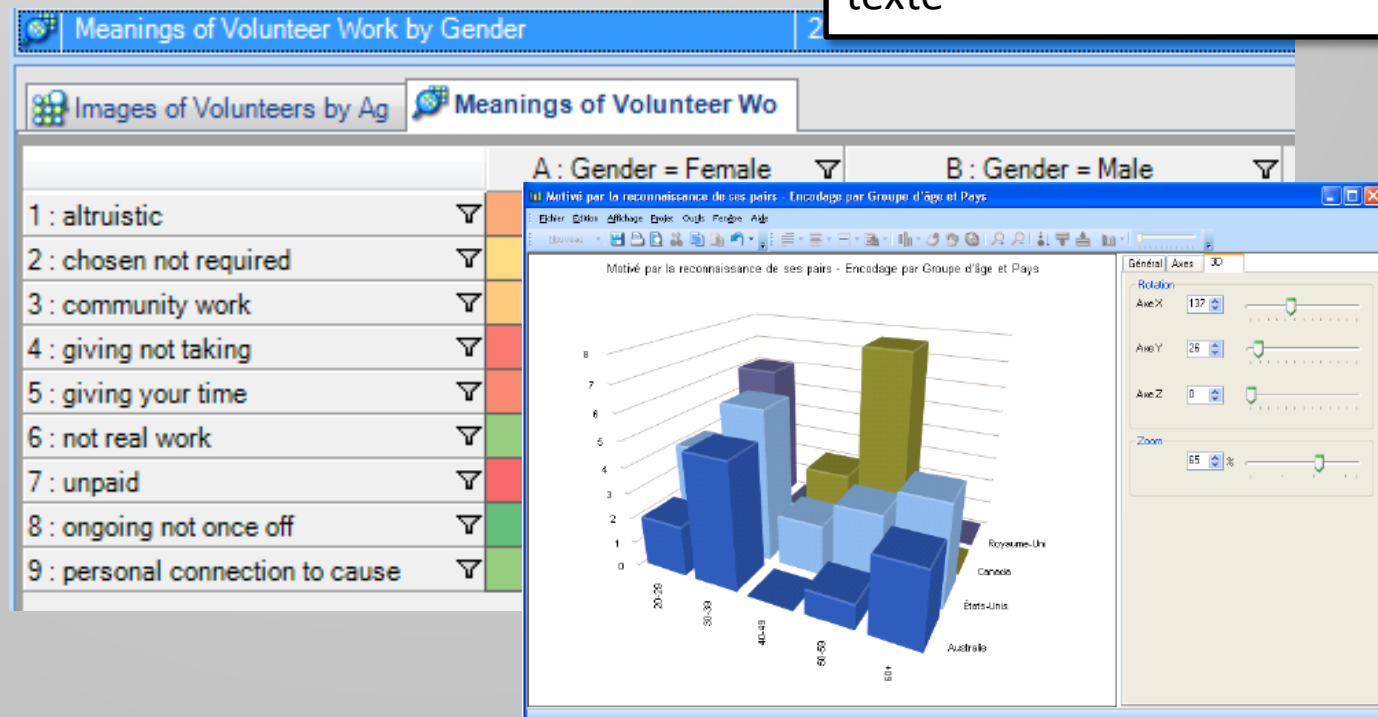 texte
Meanings of Volunteer Work by Gender
2
Images of Volunteers by Ag
Meanings of Volunteer Wo
A : Gender = Female
B : Gender = Male
1 : altruistic
2 : chosen not required
3 : community work
4 : giving not taking
5 : giving your time
6 : not real work
7 : unpaid
8 : ongoing not once off
9 : personal connection to cause
Motivé par la reconnaissance de ses pairs - Encodage par Groupe d'âge et Pays
Fichier Edition Affichage Projet Outils Fenêtre Aide
Nouveau
Motivé par la reconnaissance de ses pairs - Encodage par Groupe d'âge et Pays
8
7
6
5
4
3
2
1
0
20-29
30-39
40-49
50-59
60+
Royaume-Uni
Canada
États-Unis
Australie
Général Axes 3D
Rotation
Axe X 137
Axe Y 26
Axe Z 0
Zoom
65 %